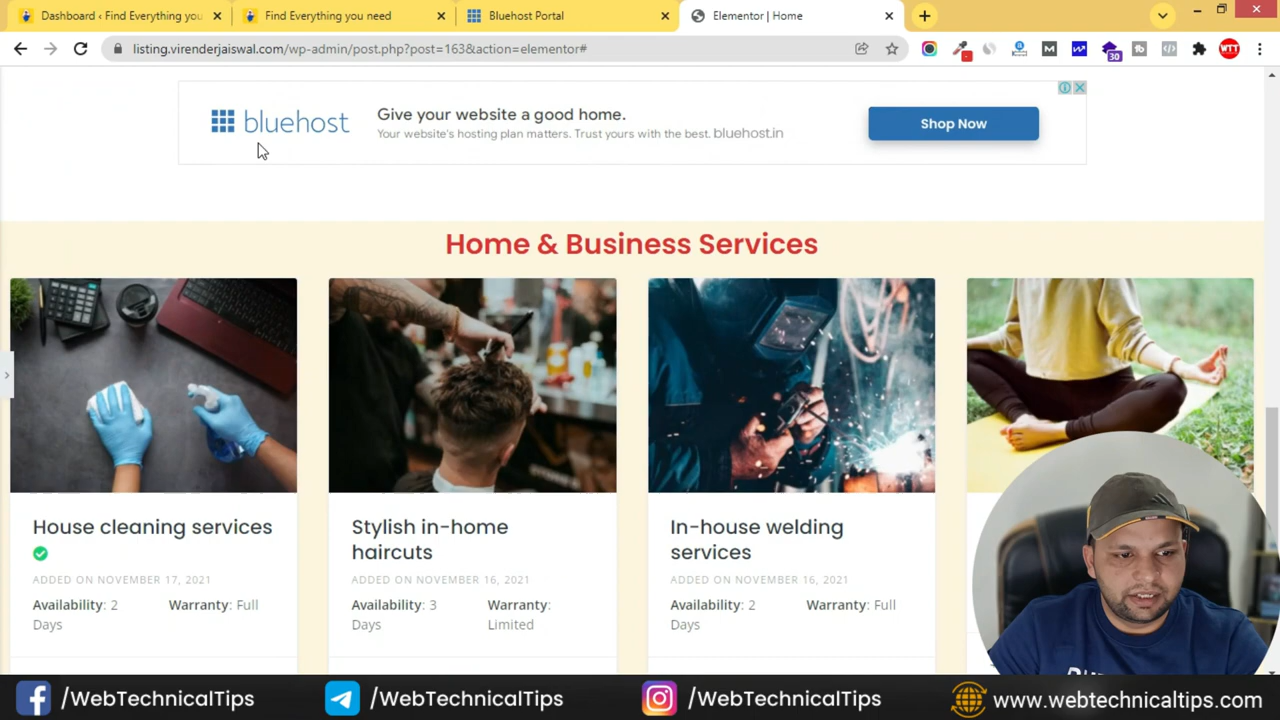 Dashboard ‹ Find Everything you
Find Everything you need
Bluehost Portal
Elementor | Home
listing.virenderjaiswal.com/wp-admin/post.php?post=163&action=elementor#
30
WTT
bluehost
Give your website a good home.
Your website's hosting plan matters. Trust yours with the best. bluehost.in
Shop Now
Home & Business Services
House cleaning services
ADDED ON NOVEMBER 17, 2021
Availability: 2 Days
Warranty: Full
Stylish in-home
haircuts
ADDED ON NOVEMBER 16, 2021
Availability: 3 Days
Warranty: Limited
In-house welding
services
ADDED ON NOVEMBER 16, 2021
Availability: 2 Days
Warranty: Full
/WebTechnicalTips
/WebTechnicalTips
/WebTechnicalTips
www.webtechnicaltips.com